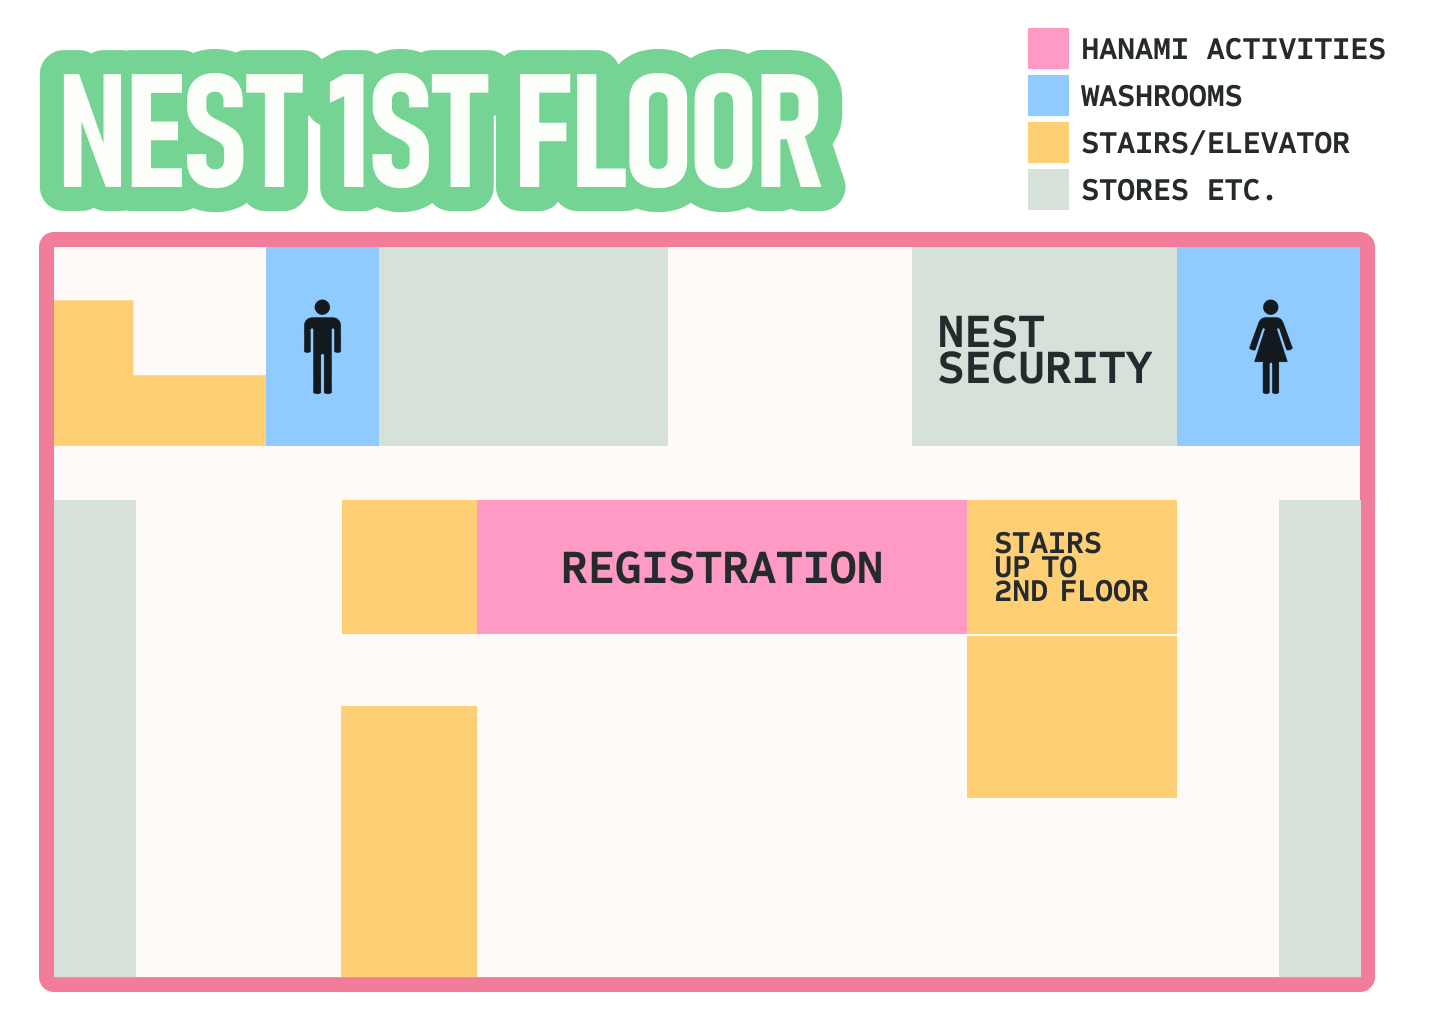 NEST 1ST FLOOR
HANAMI ACTIVITIES
WASHROOMS
STAIRS/ELEVATOR
STORES ETC.
NEST
SECURITY
REGISTRATION
STAIRS
UP TO
2ND FLOOR